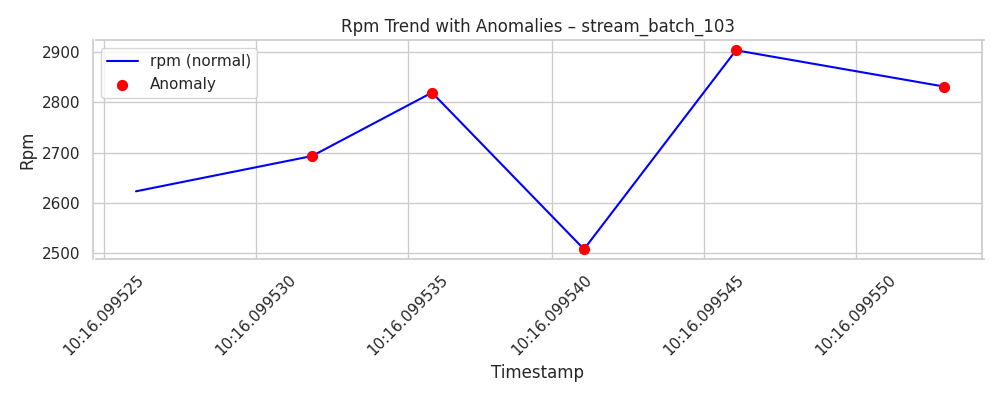 Rpm Trend with Anomalies – stream_batch_103
rpm (normal)
Anomaly
Rpm
2900
2800
2700
2600
2500
10:16.099525
10:16.099530
10:16.099535
10:16.099540
10:16.099545
10:16.099550
Timestamp